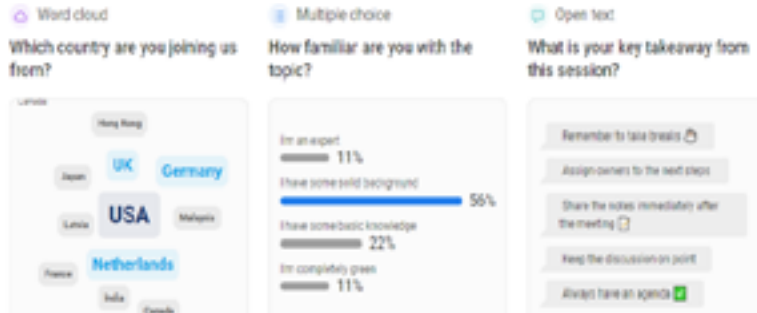 Word cloud
Which country are you joining us
from?
Canada
Hong Kong
UK
Germany
Japan
USA
Latvia
Malaysia
Netherlands
France
India
Canada
Multiple choice
How familiar are you with the
topic?
I'm an expert
11%
I have some solid background
56%
I have some basic knowledge
22%
I'm completely green
11%
Open text
What is your key takeaway from
this session?
Remember to take breaks
Assign owners to the next steps
Share the notes immediately after
the meeting
Keep the discussion on point
Always have an agenda ✅